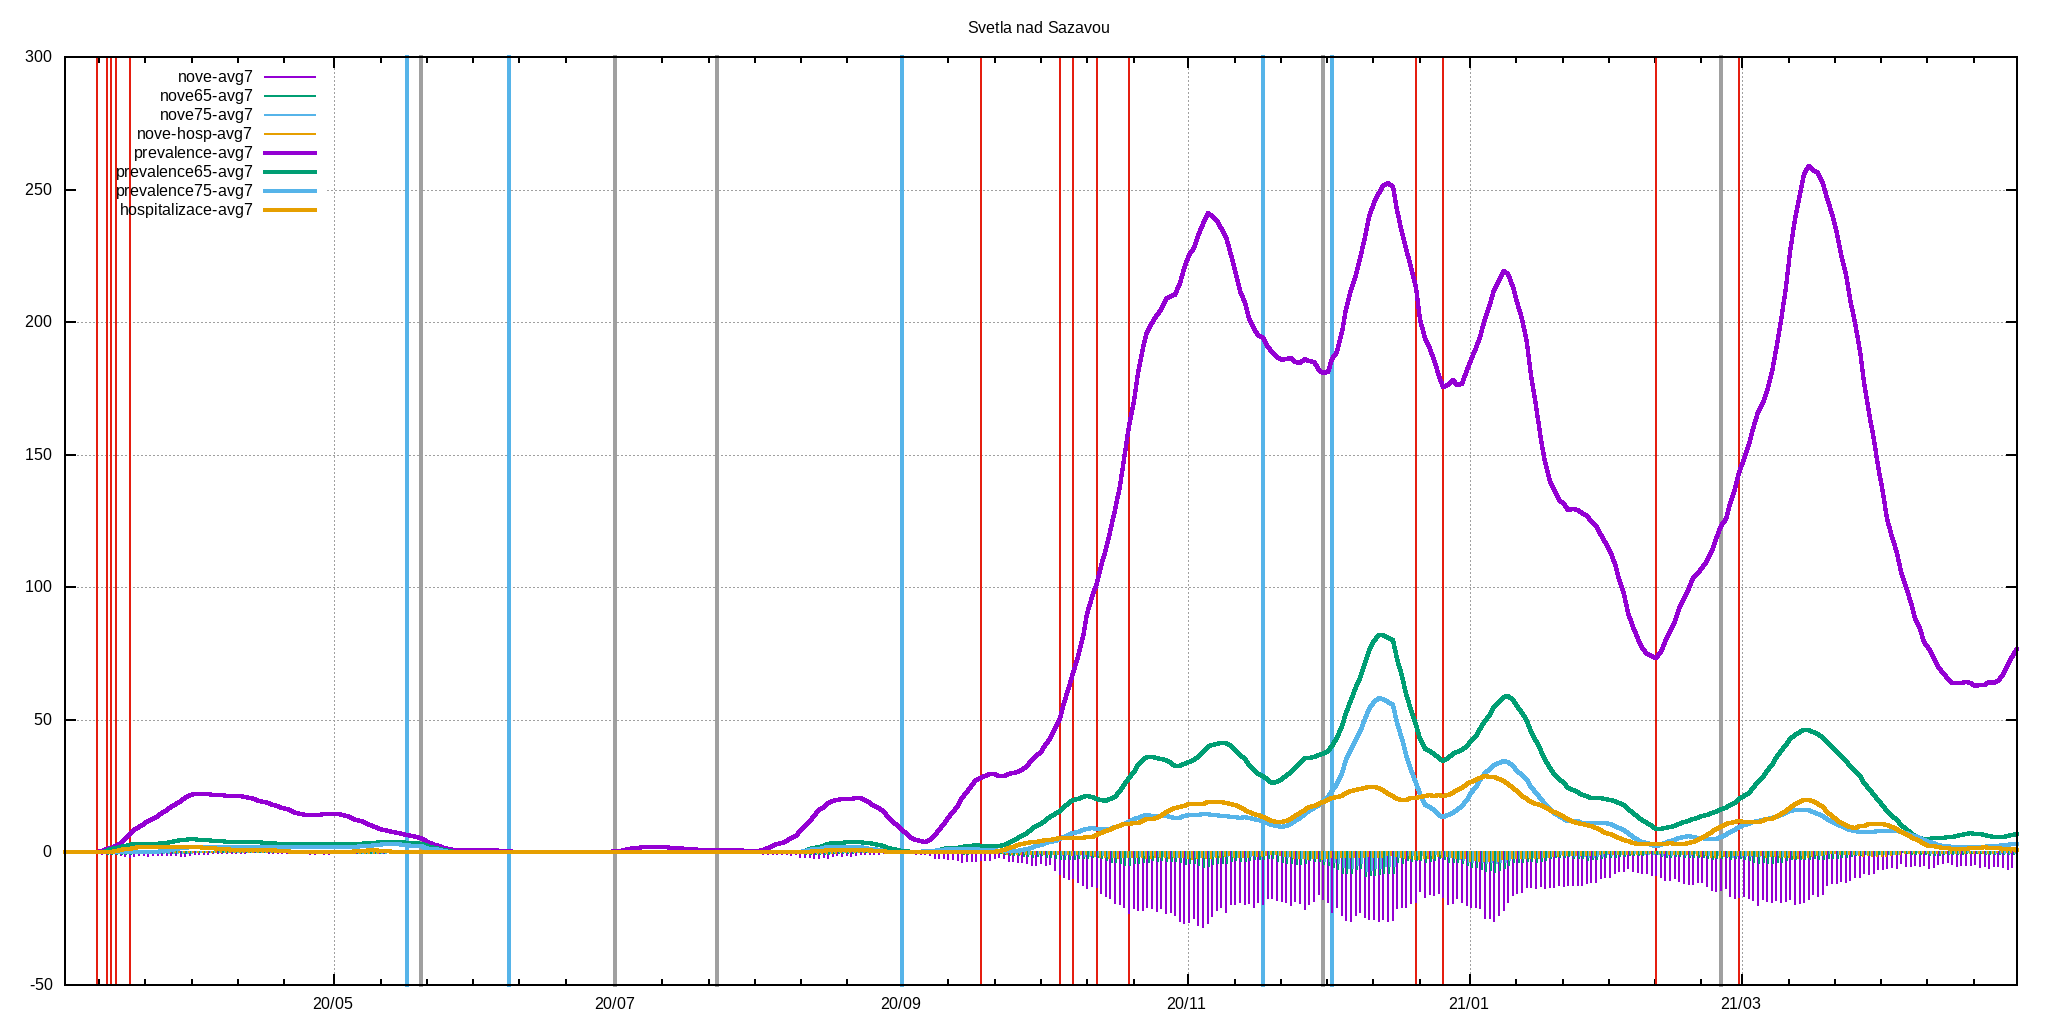 Svetla nad Sazavou
300
250
200
150
100
50
0
-50
nove-avg7
nove65-avg7
nove75-avg7
nove-hosp-avg7
prevalence-avg7
prevalence65-avg7
prevalence75-avg7
hospitalizace-avg7
20/05
20/07
20/09
20/11
21/01
21/03